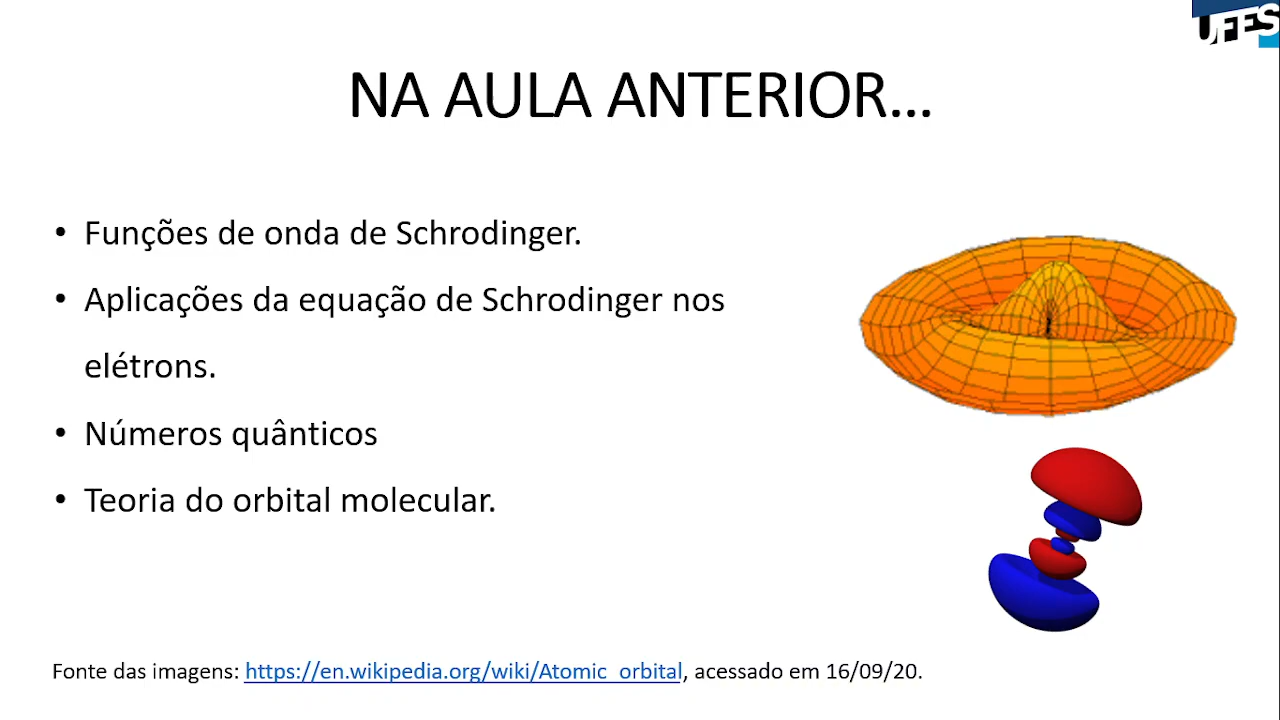 UFES
NA AULA ANTERIOR...
• Funções de onda de Schrodinger.
• Aplicações da equação de Schrodinger nos
elétrons.
• Números quânticos
• Teoria do orbital molecular.
Fonte das imagens: https://en.wikipedia.org/wiki/Atomic_orbital, acessado em 16/09/20.